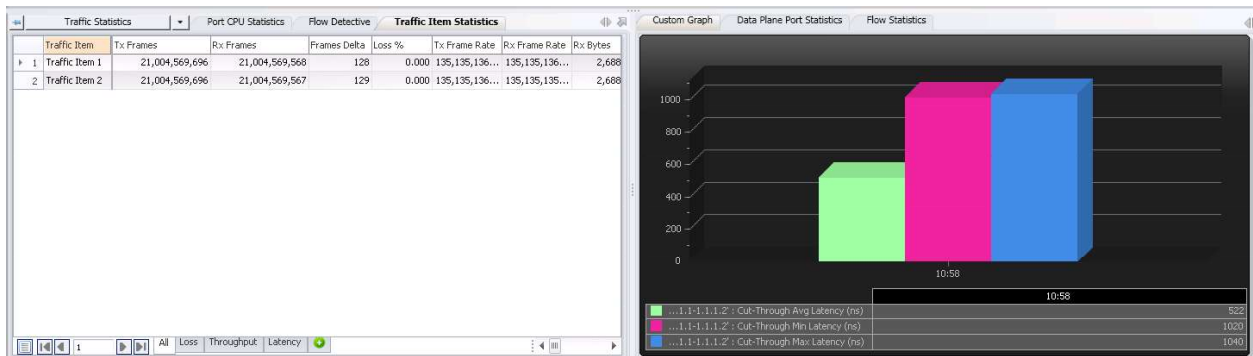 Traffic Statistics
Port CPU Statistics
Flow Detective
Traffic Item Statistics
Traffic Item Tx Frames Rx Frames Frames Delta Loss % Tx Frame Rate Rx Frame Rate Rx Bytes
1 Traffic Item 1 21,004,569,696 21,004,569,568 128 0.000 135,135,136... 135,135,136... 2,688
2 Traffic Item 2 21,004,569,696 21,004,569,567 129 0.000 135,135,136... 135,135,135... 2,688
1
All Loss Throughput Latency
Custom Graph
Data Plane Port Statistics
Flow Statistics
1000
800
600
400
200
0
10:58
10:58
...1.1-1.1.1.2' : Cut-Through Avg Latency (ns) 522
...1.1-1.1.1.2' : Cut-Through Min Latency (ns) 1020
...1.1-1.1.1.2' : Cut-Through Max Latency (ns) 1040